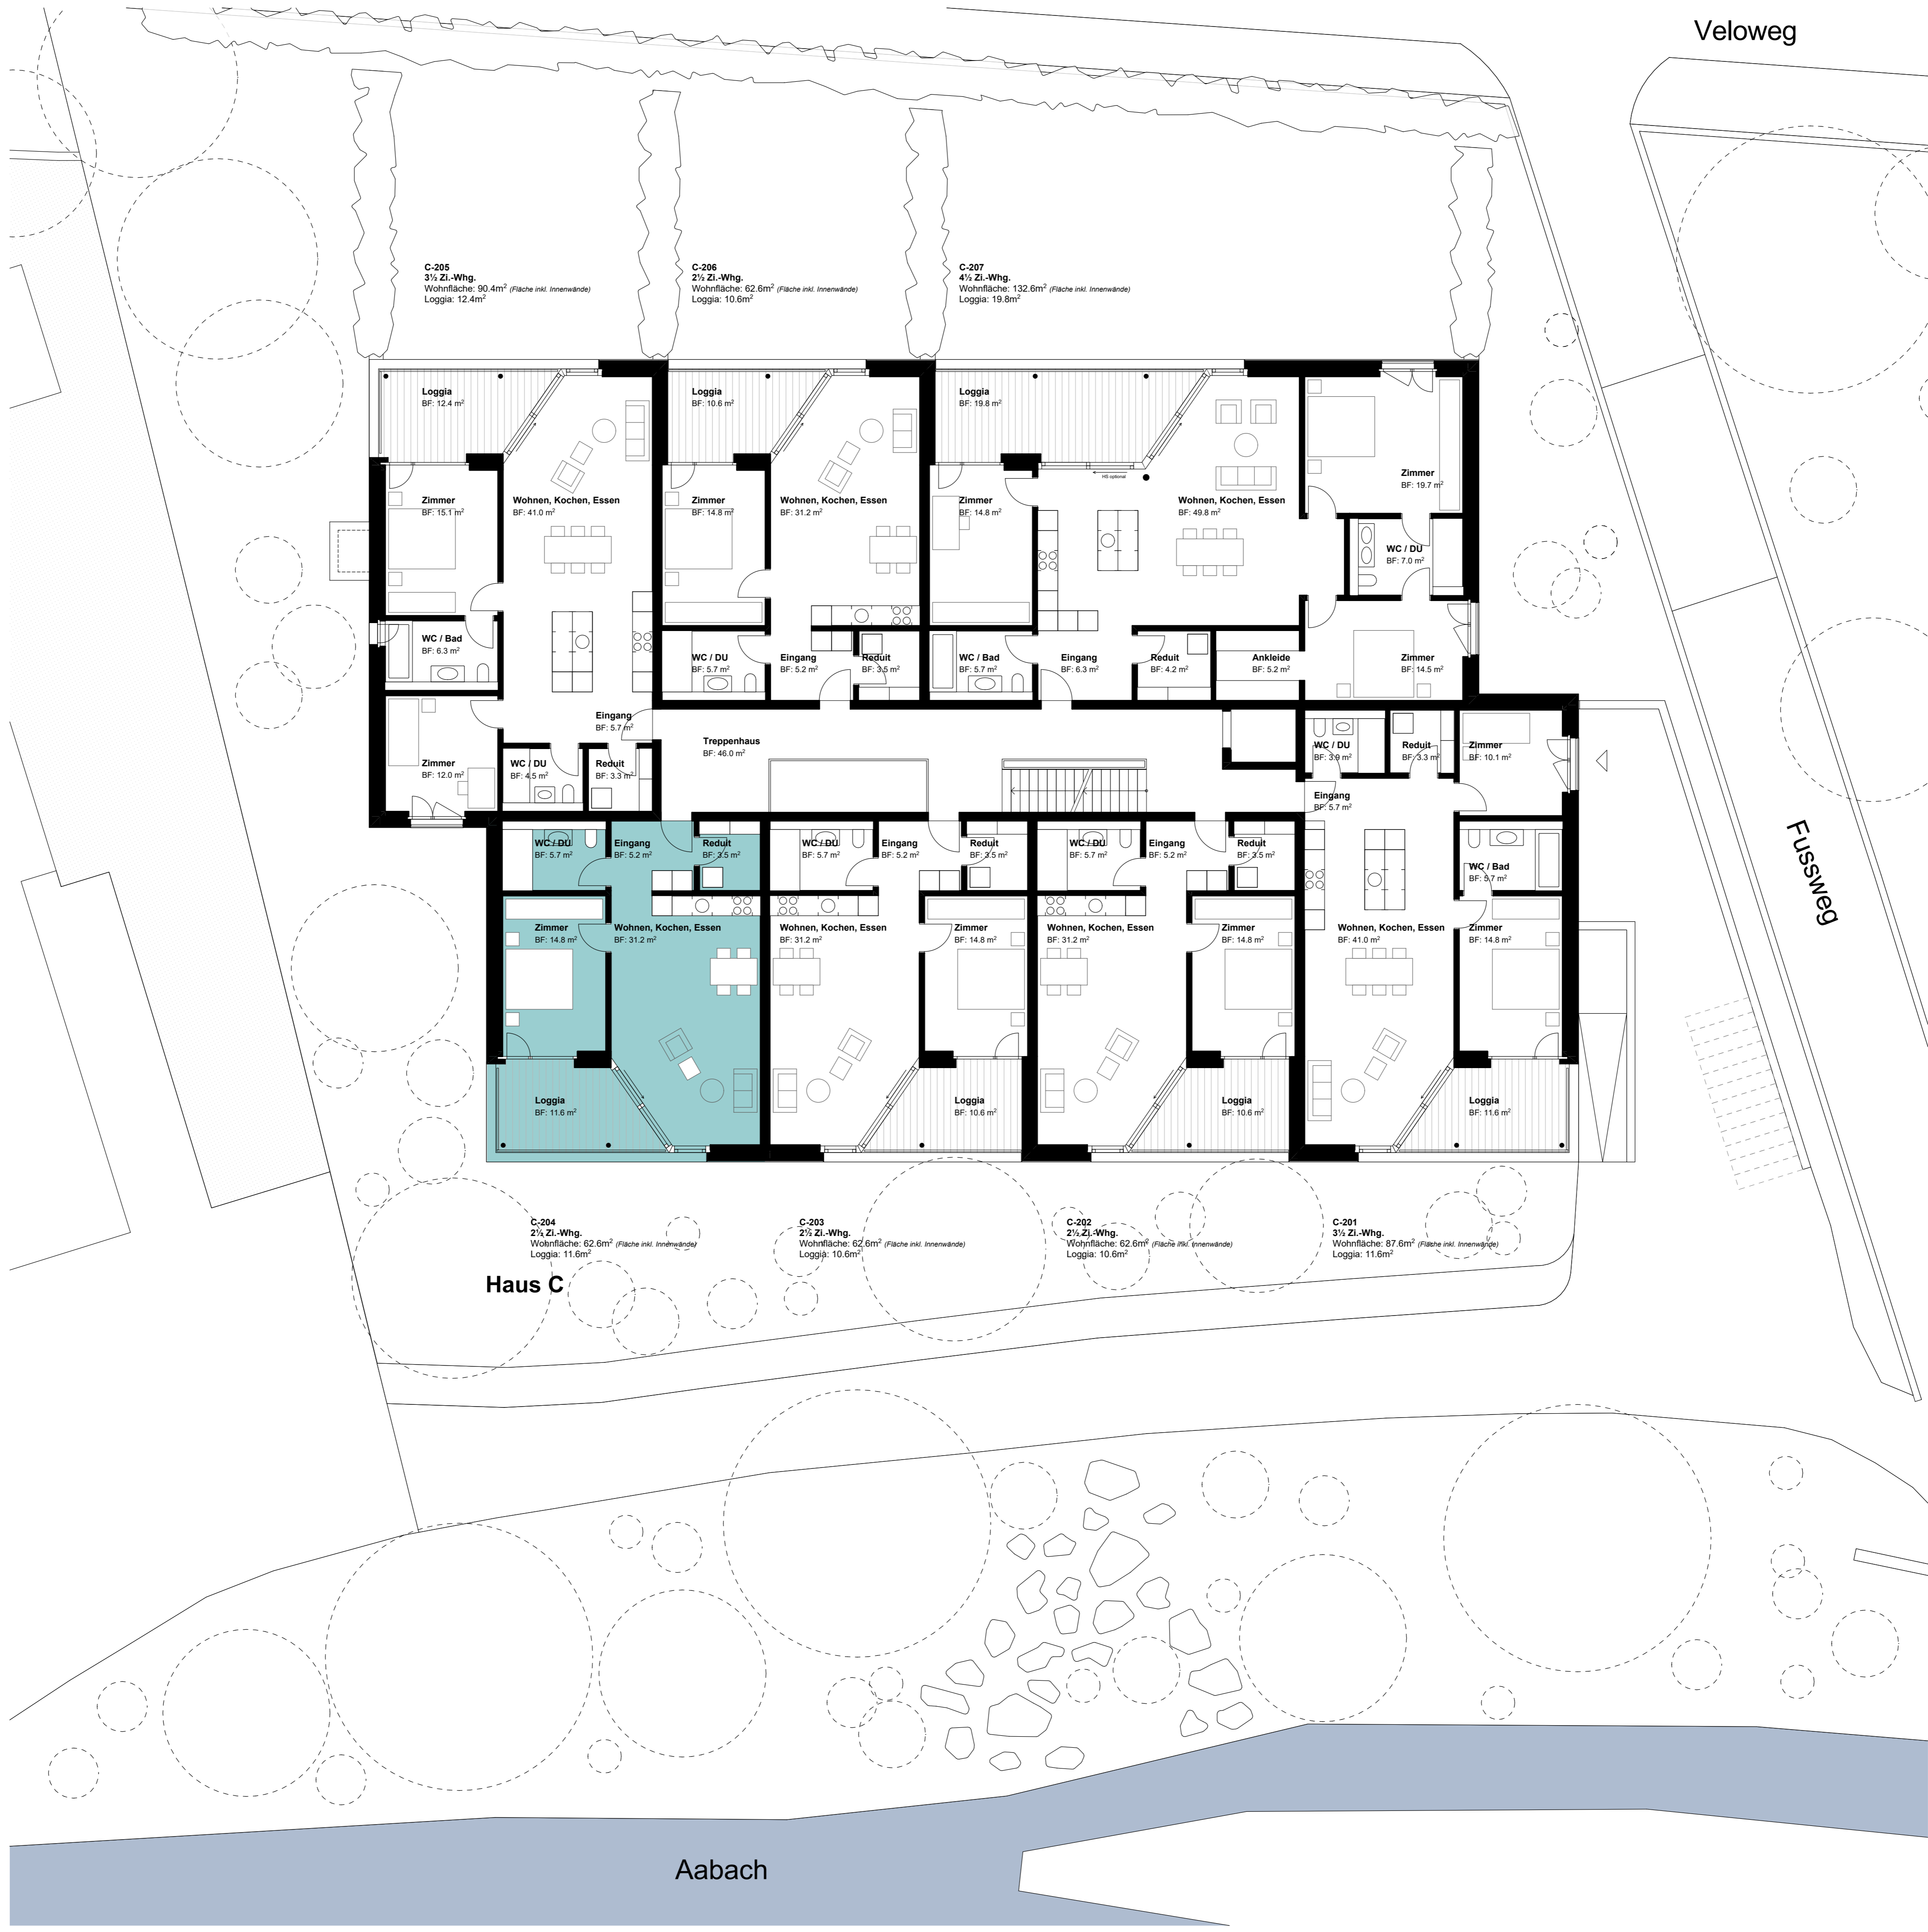 Veloweg
C-205
3½ Zi.-Whg.
Wohnfläche: 90.4m² (Fläche inkl. Innenwände)
Loggia: 12.4m²
C-206
2½ Zi.-Whg.
Wohnfläche: 62.6m² (Fläche inkl. Innenwände)
Loggia: 10.6m²
C-207
4½ Zi.-Whg.
Wohnfläche: 132.6m² (Fläche inkl. Innenwände)
Loggia: 19.8m²
Loggia
BF: 12.4 m²
Loggia
BF: 10.6 m²
Loggia
BF: 19.8 m²
Zimmer
BF: 19.7 m²
HS optional
Zimmer
BF: 15.1 m²
Wohnen, Kochen, Essen
BF: 41.0 m²
Zimmer
BF: 14.8 m²
Wohnen, Kochen, Essen
BF: 31.2 m²
Zimmer
BF: 14.8 m²
Wohnen, Kochen, Essen
BF: 49.8 m²
WC / DU
BF: 7.0 m²
WC / Bad
BF: 6.3 m²
WC / DU
BF: 5.7 m²
Eingang
BF: 5.2 m²
Reduit
BF: 3.5 m²
WC / Bad
BF: 5.7 m²
Eingang
BF: 6.3 m²
Reduit
BF: 4.2 m²
Ankleide
BF: 5.2 m²
Zimmer
BF: 14.5 m²
Eingang
BF: 5.7 m²
Treppenhaus
BF: 46.0 m²
Zimmer
BF: 12.0 m²
WC / DU
BF: 4.5 m²
Reduit
BF: 3.3 m²
WC / DU
BF: 3.9 m²
Reduit
BF: 3.3 m²
Zimmer
BF: 10.1 m²
Eingang
BF: 5.7 m²
Fussweg
WC / DU
BF: 5.7 m²
Eingang
BF: 5.2 m²
Reduit
BF: 3.5 m²
WC / DU
BF: 5.7 m²
Eingang
BF: 5.2 m²
Reduit
BF: 3.5 m²
WC / DU
BF: 5.7 m²
Eingang
BF: 5.2 m²
Reduit
BF: 3.5 m²
WC / Bad
BF: 5.7 m²
Zimmer
BF: 14.8 m²
Wohnen, Kochen, Essen
BF: 31.2 m²
Wohnen, Kochen, Essen
BF: 31.2 m²
Zimmer
BF: 14.8 m²
Wohnen, Kochen, Essen
BF: 31.2 m²
Zimmer
BF: 14.8 m²
Wohnen, Kochen, Essen
BF: 41.0 m²
Zimmer
BF: 14.8 m²
Loggia
BF: 11.6 m²
Loggia
BF: 10.6 m²
Loggia
BF: 10.6 m²
Loggia
BF: 11.6 m²
C-204
2½ Zi.-Whg.
Wohnfläche: 62.6m² (Fläche inkl. Innenwände)
Loggia: 11.6m²
C-203
2½ Zi.-Whg.
Wohnfläche: 62.6m² (Fläche inkl. Innenwände)
Loggia: 10.6m²
C-202
2½ Zi.-Whg.
Wohnfläche: 62.6m² (Fläche inkl. Innenwände)
Loggia: 10.6m²
C-201
3½ Zi.-Whg.
Wohnfläche: 87.6m² (Fläche inkl. Innenwände)
Loggia: 11.6m²
Haus C
Aabach